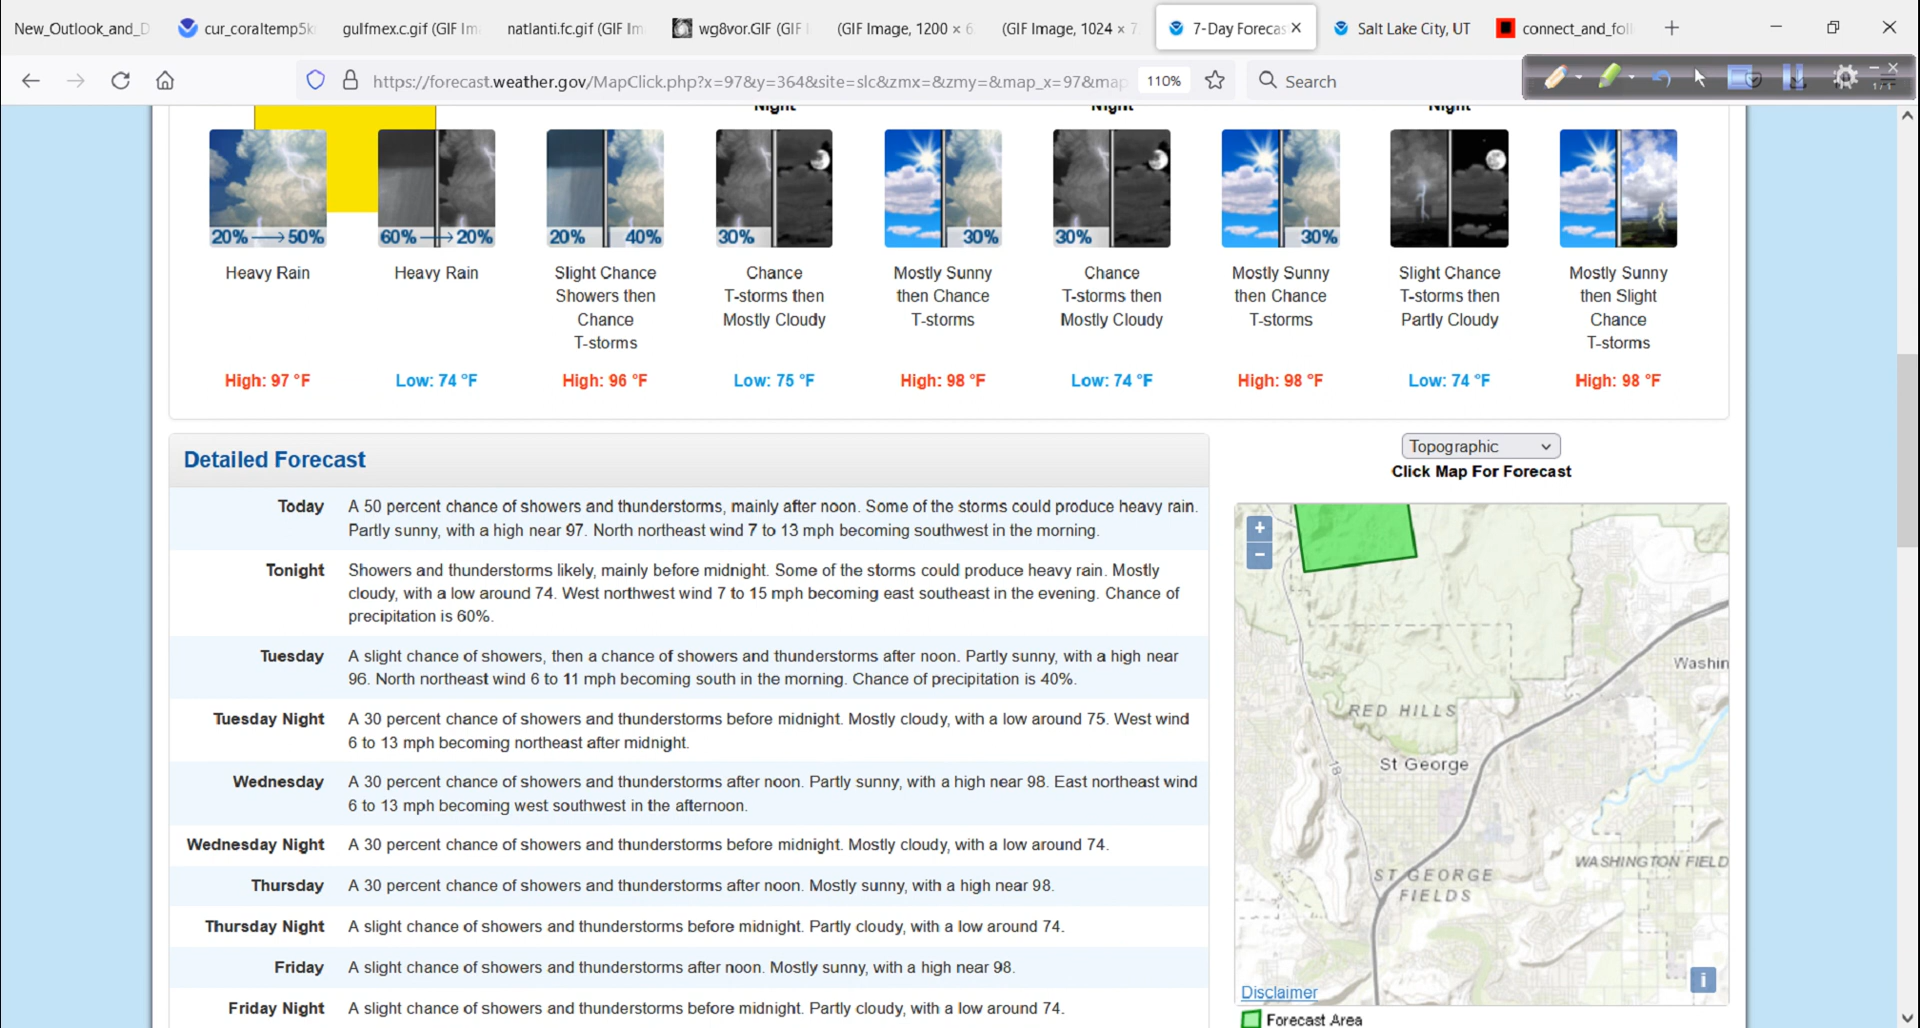 New_Outlook_and_D
cur_coraltemp5k
gulfmex.c.gif (GIF Im
natlanti.fc.gif (GIF Im
wg8vor.GIF (GIF I
(GIF Image, 1200 × 6
(GIF Image, 1024 × 7
7-Day Forecas
Salt Lake City, UT
connect_and_foll
https://forecast.weather.gov/MapClick.php?x=97&y=364&site=slc&zmx=&zmy=&map_x=97&map
110%
Search
1 / 1
Night
Night
Night
20% 50%
60% 20%
20% 40%
30%
30%
30%
30%
Heavy Rain
Heavy Rain
Slight Chance
Showers then
Chance
T-storms
Chance
T-storms then
Mostly Cloudy
Mostly Sunny
then Chance
T-storms
Chance
T-storms then
Mostly Cloudy
Mostly Sunny
then Chance
T-storms
Slight Chance
T-storms then
Partly Cloudy
Mostly Sunny
then Slight
Chance
T-storms
High: 97 °F
Low: 74 °F
High: 96 °F
Low: 75 °F
High: 98 °F
Low: 74 °F
High: 98 °F
Low: 74 °F
High: 98 °F
Detailed Forecast
Today
A 50 percent chance of showers and thunderstorms, mainly after noon. Some of the storms could produce heavy rain.
Partly sunny, with a high near 97. North northeast wind 7 to 13 mph becoming southwest in the morning.
Tonight
Showers and thunderstorms likely, mainly before midnight. Some of the storms could produce heavy rain. Mostly
cloudy, with a low around 74. West northwest wind 7 to 15 mph becoming east southeast in the evening. Chance of
precipitation is 60%.
Tuesday
A slight chance of showers, then a chance of showers and thunderstorms after noon. Partly sunny, with a high near
96. North northeast wind 6 to 11 mph becoming south in the morning. Chance of precipitation is 40%.
Tuesday Night
A 30 percent chance of showers and thunderstorms before midnight. Mostly cloudy, with a low around 75. West wind
6 to 13 mph becoming northeast after midnight.
Wednesday
A 30 percent chance of showers and thunderstorms after noon. Partly sunny, with a high near 98. East northeast wind
6 to 13 mph becoming west southwest in the afternoon.
Wednesday Night
A 30 percent chance of showers and thunderstorms before midnight. Mostly cloudy, with a low around 74.
Thursday
A 30 percent chance of showers and thunderstorms after noon. Mostly sunny, with a high near 98.
Thursday Night
A slight chance of showers and thunderstorms before midnight. Partly cloudy, with a low around 74.
Friday
A slight chance of showers and thunderstorms after noon. Mostly sunny, with a high near 98.
Friday Night
A slight chance of showers and thunderstorms before midnight. Partly cloudy, with a low around 74.
Topographic
Click Map For Forecast
+
−
Washin
RED HILLS
St George
18
WASHINGTON FIELD
ST GEORGE
FIELDS
i
Disclaimer
Forecast Area